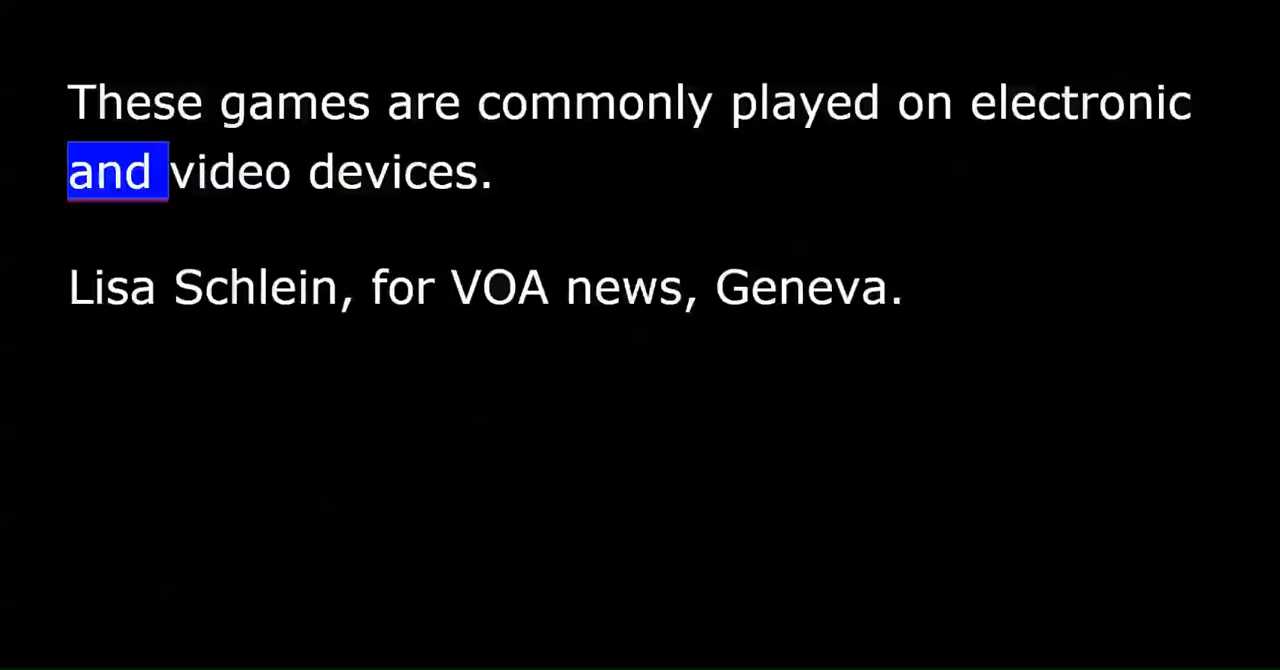 These games are commonly played on electronic
and video devices.
Lisa Schlein, for VOA news, Geneva.